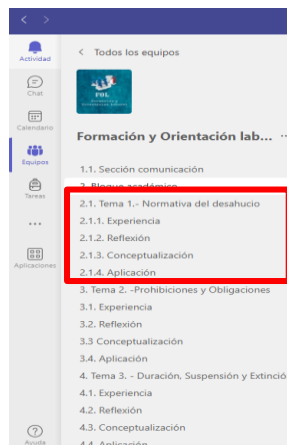 Actividad
Chat
Calendario
Equipos
Tareas
Aplicaciones
Ayuda
Todos los equipos
FOL
Formación y Orientación lab...
1.1. Sección comunicación
2. Bloque académico
2.1. Tema 1.- Normativa del desahucio
2.1.1. Experiencia
2.1.2. Reflexión
2.1.3. Conceptualización
2.1.4. Aplicación
3. Tema 2. -Prohibiciones y Obligaciones
3.1. Experiencia
3.2. Reflexión
3.3 Conceptualización
3.4. Aplicación
4. Tema 3. - Duración, Suspensión y Extinció
4.1. Experiencia
4.2. Reflexión
4.3. Conceptualización
4.4. Aplicación